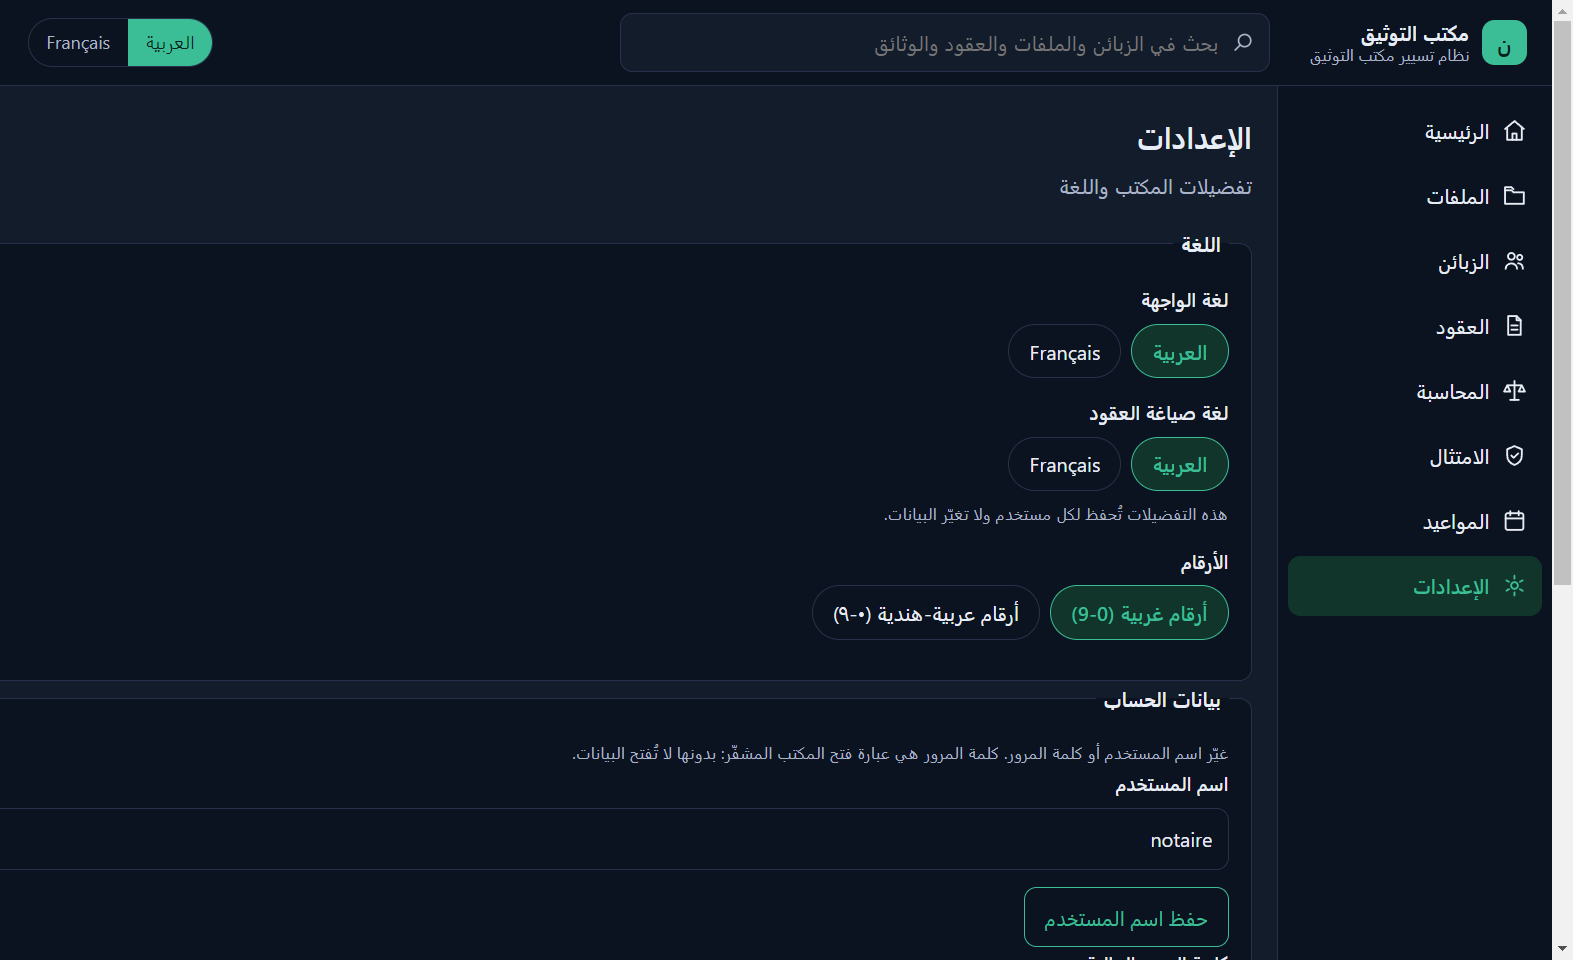 مكتب التوثيق
نظام تسيير مكتب التوثيق
ن
بحث في الزبائن والملفات والعقود والوثائق
العربية
Français
الرئيسية
الملفات
الزبائن
العقود
المحاسبة
الامتثال
المواعيد
الإعدادات
الإعدادات
تفضيلات المكتب واللغة
اللغة
لغة الواجهة
العربية
Français
لغة صياغة العقود
العربية
Français
هذه التفضيلات تُحفظ لكل مستخدم ولا تغيّر البيانات.
الأرقام
أرقام غربية (0-9)
أرقام عربية-هندية (٠-٩)
بيانات الحساب
غيّر اسم المستخدم أو كلمة المرور. كلمة المرور هي عبارة فتح المكتب المشفّر: بدونها لا تُفتح البيانات.
اسم المستخدم
notaire
حفظ اسم المستخدم